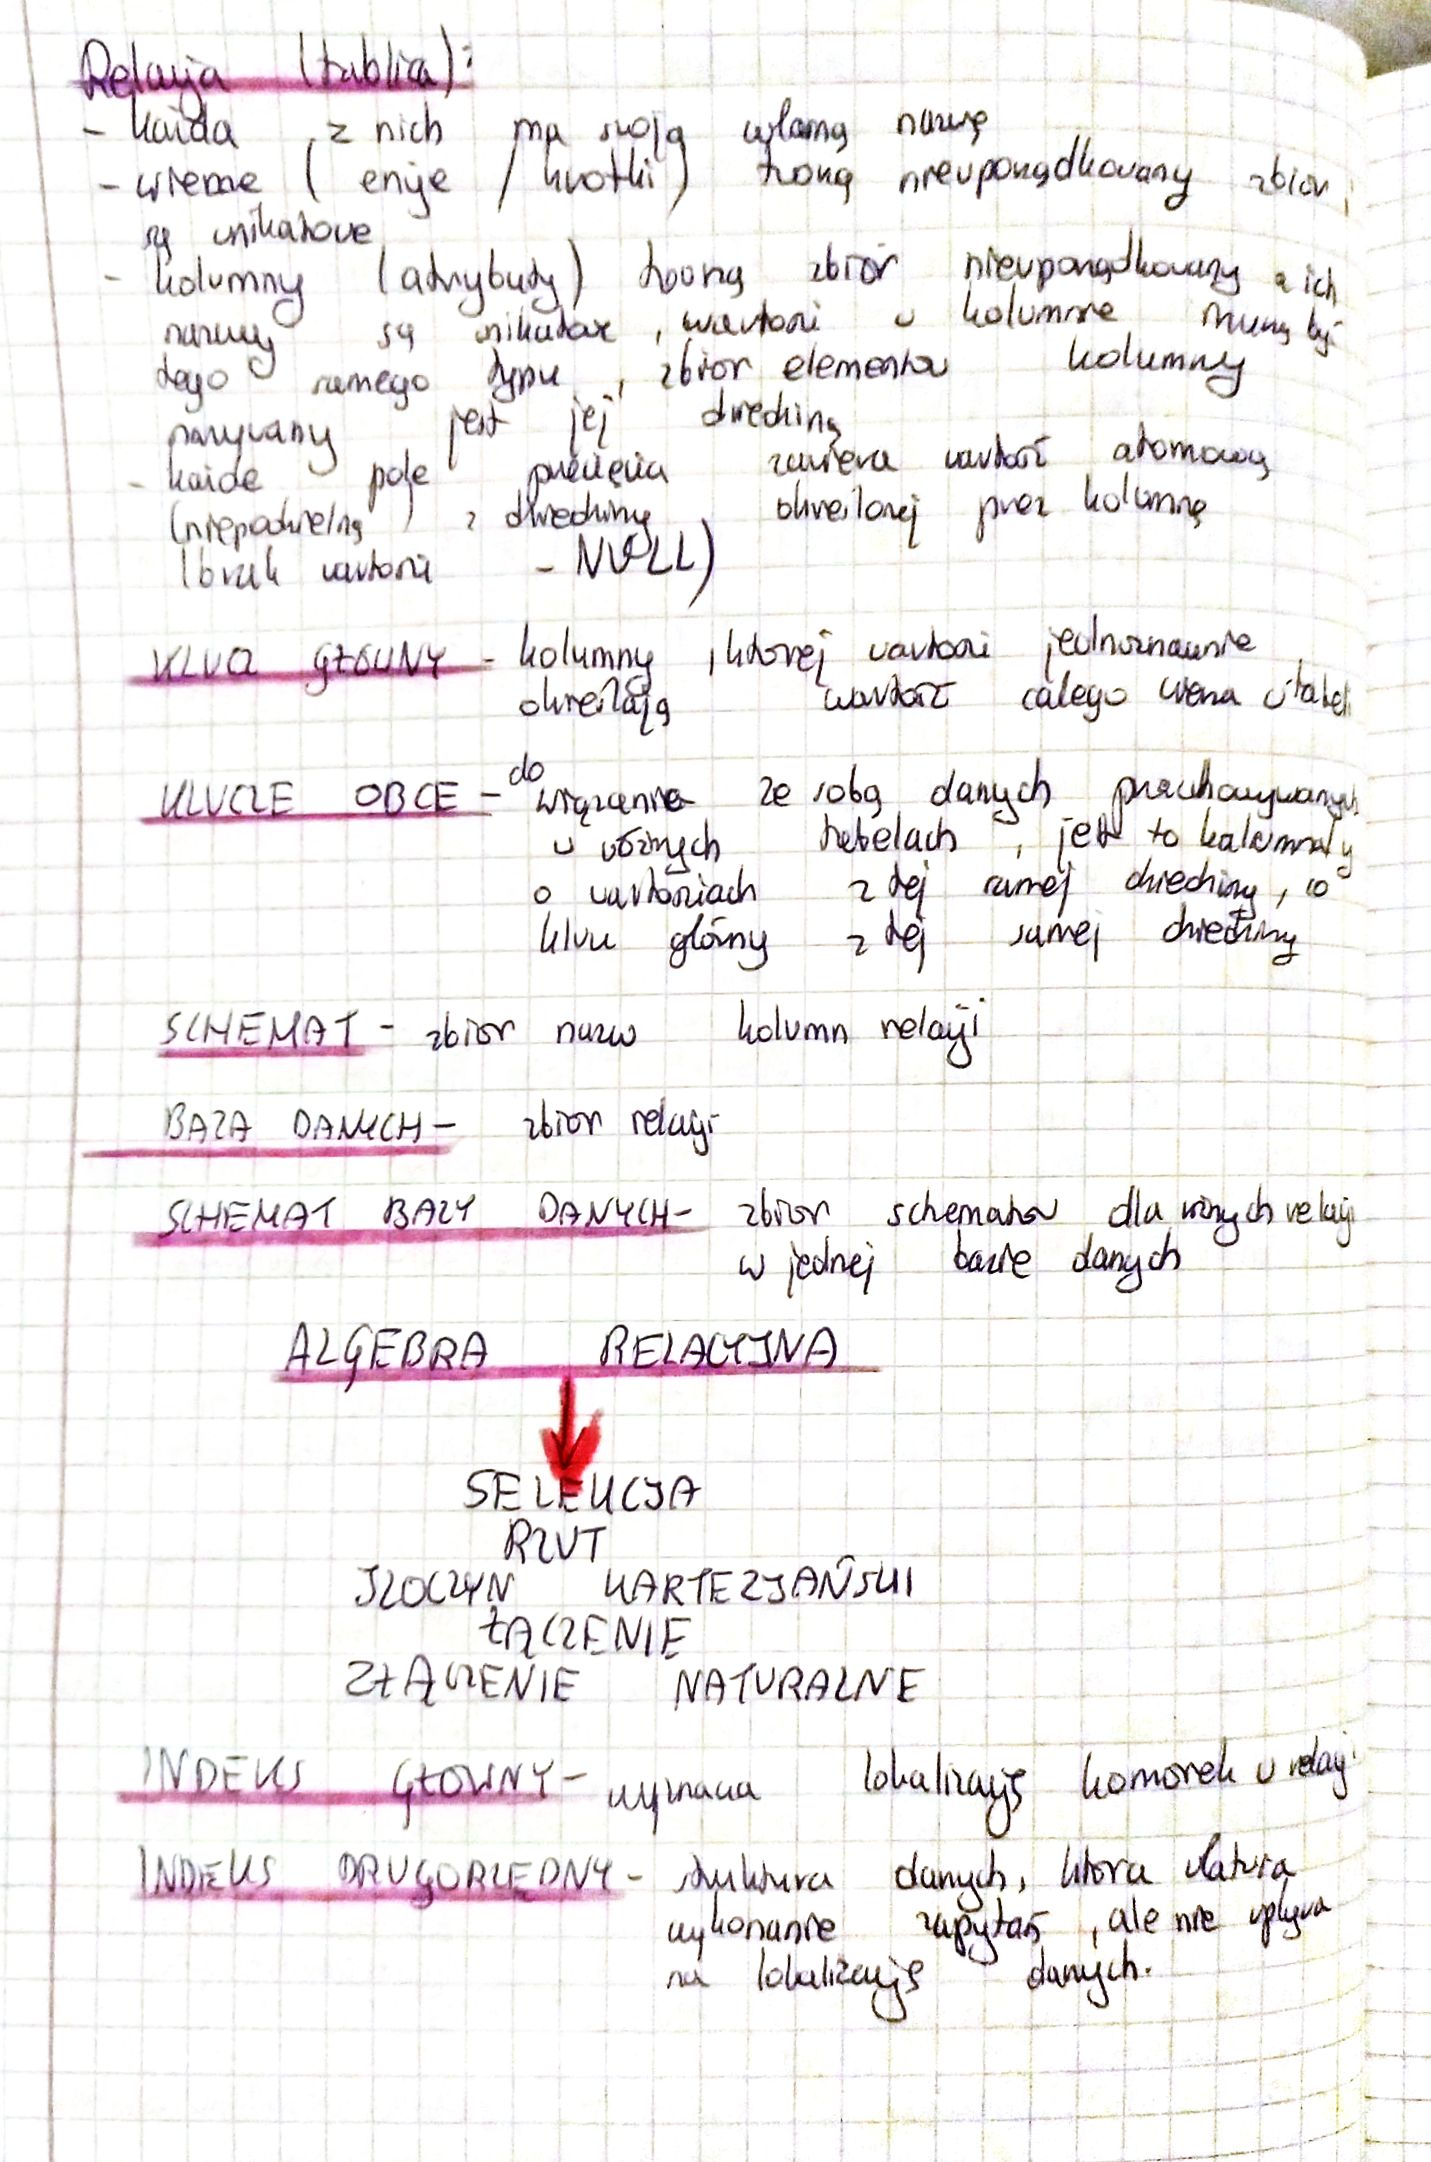 Relacja (tablica):
- każda z nich ma swoją własną nazwę
- wiersze (encje / krotki) tworzą nieuporządkowany zbiór,
są unikatowe
- kolumny (atrybuty) tworzą zbiór nieuporządkowany a ich
nazwy są unikatowe, wartości w kolumnie muszą być
tego samego typu, zbiór elementów kolumny
nazywany jest jej dziedziną
- każde pole przecięcia zawiera wartość atomową
(niepodzielną) z dziedziny określonej przez kolumnę
(brak wartości - NULL)
KLUCZ GŁÓWNY - kolumny, której wartości jednoznacznie
określają wartość całego wiersza w tabeli
KLUCZE OBCE - do wiązania ze sobą danych przechowywanych
w różnych tabelach, jest to kolumna
o wartościach z tej samej dziedziny, co
klucz główny z tej samej dziedziny
SCHEMAT - zbiór nazw kolumn relacji
BAZA DANYCH - zbiór relacji
SCHEMAT BAZY DANYCH - zbiór schematów dla różnych relacji
w jednej bazie danych
ALGEBRA RELACYJNA
SELEKCJA
RZUT
ILOCZYN KARTEZJAŃSKI
ŁĄCZENIE
ZŁĄCZENIE NATURALNE
INDEKS GŁÓWNY - wyznacza lokalizację komórek w relacji
INDEKS DRUGORZĘDNY - struktura danych, która ułatwia
wykonanie zapytań, ale nie wpływa
na lokalizację danych.